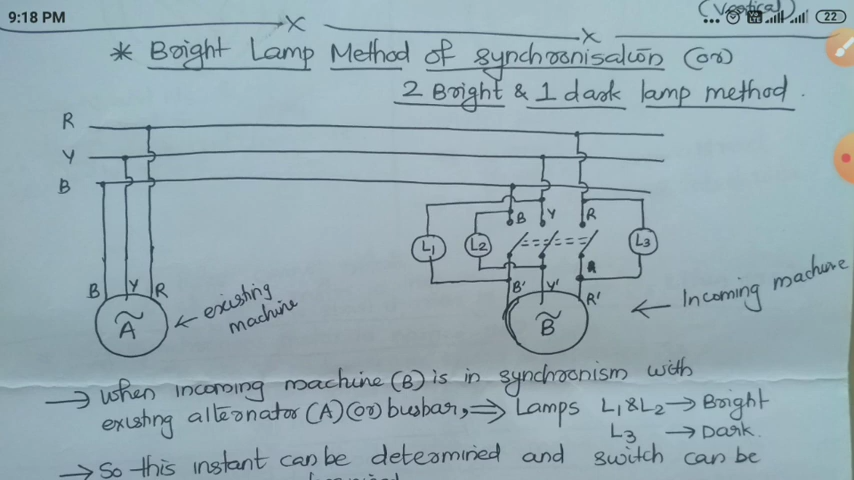 9:18 PM
(Vertical)
... 22
X
X
* Bright Lamp Method of synchronisation (or)
2 Bright & 1 dark lamp method.
R
Y
B
B Y R
L1 L2 L3
B Y R
B' Y' R'
A
B
existing machine
Incoming machine
→ when incoming machine (B) is in synchronism with
existing alternator (A) (or) busbar, ⇒ Lamps L1 & L2 → Bright
L3 → Dark.
→ So this instant can be determined and switch can be